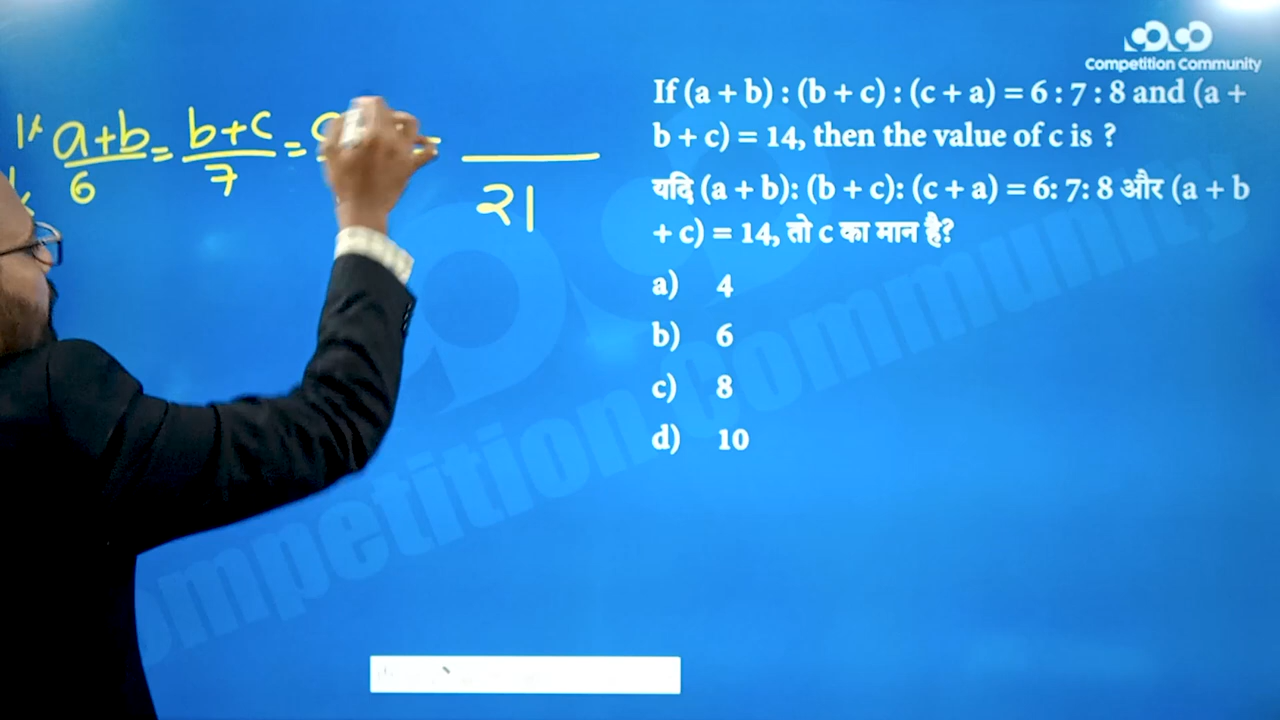 Competition Community
If (a + b) : (b + c) : (c + a) = 6 : 7 : 8 and (a +
b + c) = 14, then the value of c is ?
यदि (a + b): (b + c): (c + a) = 6: 7: 8 और (a + b
+ c) = 14, तो c का मान है?
a) 4
b) 6
c) 8
d) 10
a+b = b+c =
6 7 21